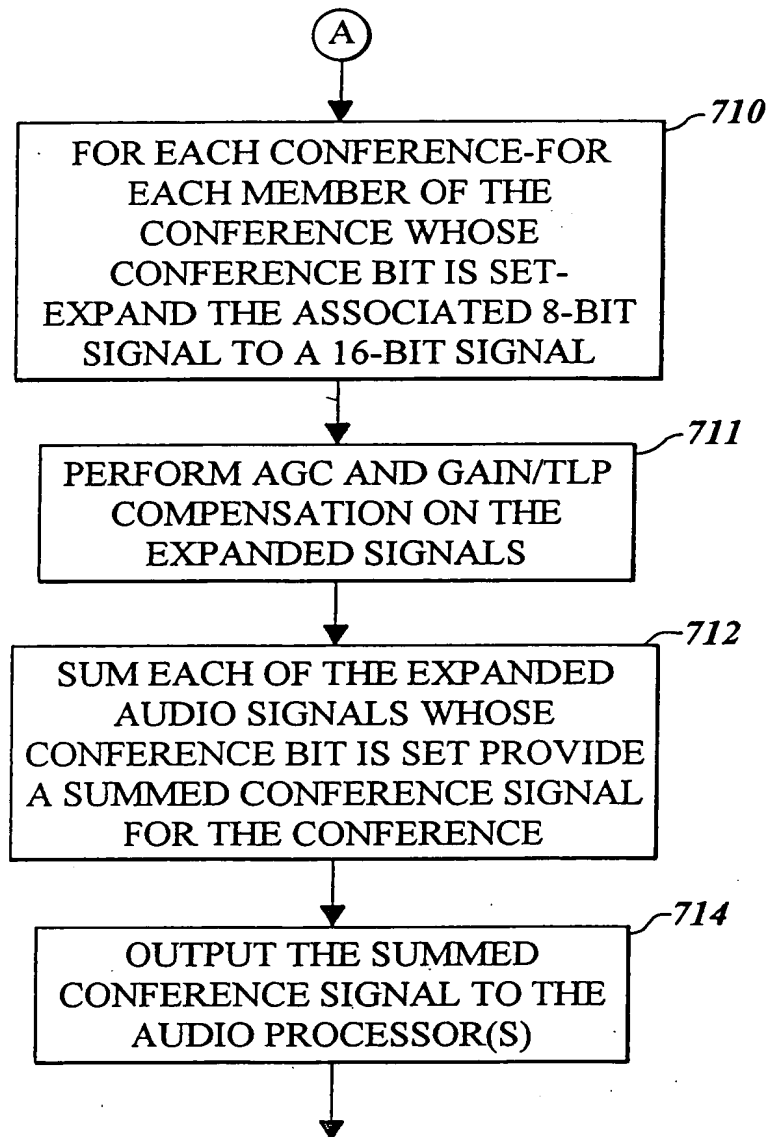 A
710
FOR EACH CONFERENCE-FOR
EACH MEMBER OF THE
CONFERENCE WHOSE
CONFERENCE BIT IS SET-
EXPAND THE ASSOCIATED 8-BIT
SIGNAL TO A 16-BIT SIGNAL
711
PERFORM AGC AND GAIN/TLP
COMPENSATION ON THE
EXPANDED SIGNALS
712
SUM EACH OF THE EXPANDED
AUDIO SIGNALS WHOSE
CONFERENCE BIT IS SET PROVIDE
A SUMMED CONFERENCE SIGNAL
FOR THE CONFERENCE
714
OUTPUT THE SUMMED
CONFERENCE SIGNAL TO THE
AUDIO PROCESSOR(S)